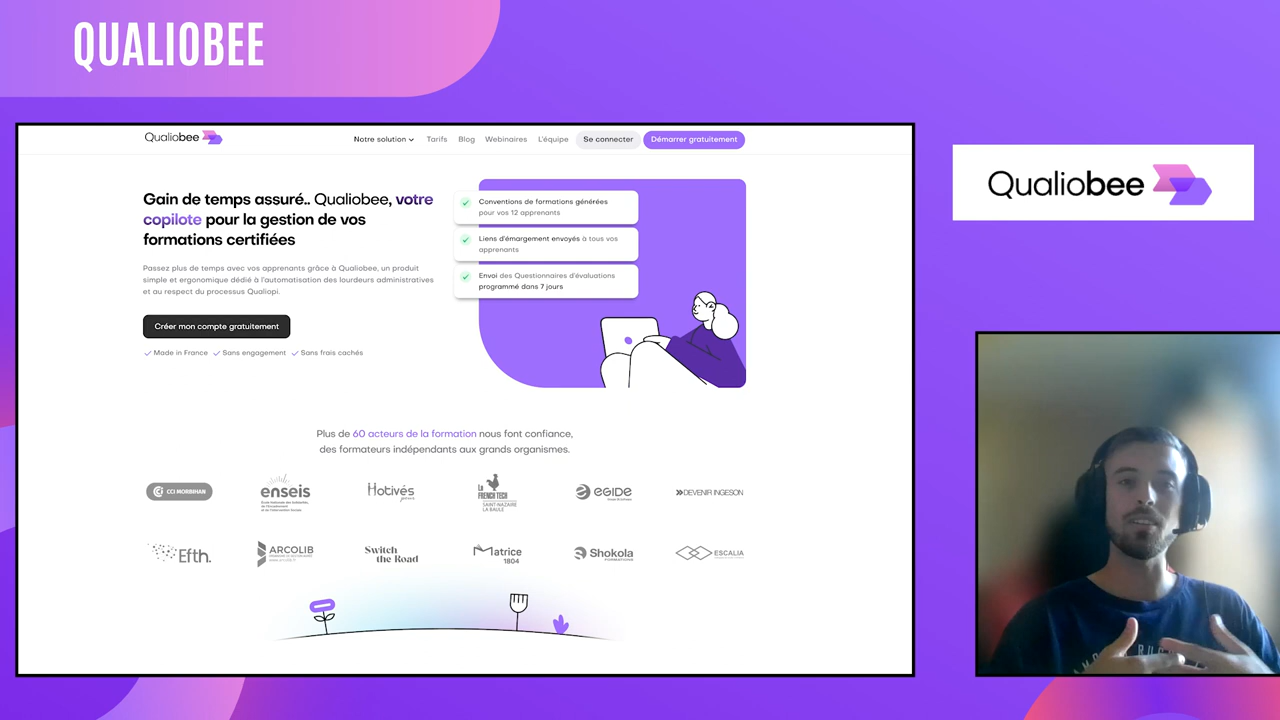 QUALIOBEE
Qualiobee
Notre solution
Tarifs
Blog
Webinaires
L'équipe
Se connecter
Démarrer gratuitement
Gain de temps assuré.. Qualiobee, votre
copilote pour la gestion de vos
formations certifiées
Passez plus de temps avec vos apprenants grâce à Qualiobee, un produit
simple et ergonomique dédié à l'automatisation des lourdeurs administratives
et au respect du processus Qualiopi.
Créer mon compte gratuitement
Made in France
Sans engagement
Sans frais cachés
Conventions de formations générées
pour vos 12 apprenants
Liens d'émargement envoyés à tous vos
apprenants
Envoi des Questionnaires d'évaluations
programmé dans 7 jours
Plus de 60 acteurs de la formation nous font confiance,
des formateurs indépendants aux grands organismes.
CCI MORBIHAN
enseis
Hotivés
La
FRENCH TECH
SAINT-NAZAIRE
LA BAULE
EGIDE
DEVENIR INGESON
Efth.
ARCOLIB
Switch
the Road
Matrice
1804
Shokola
FORMATIONS
ESCALIA
Qualiobee